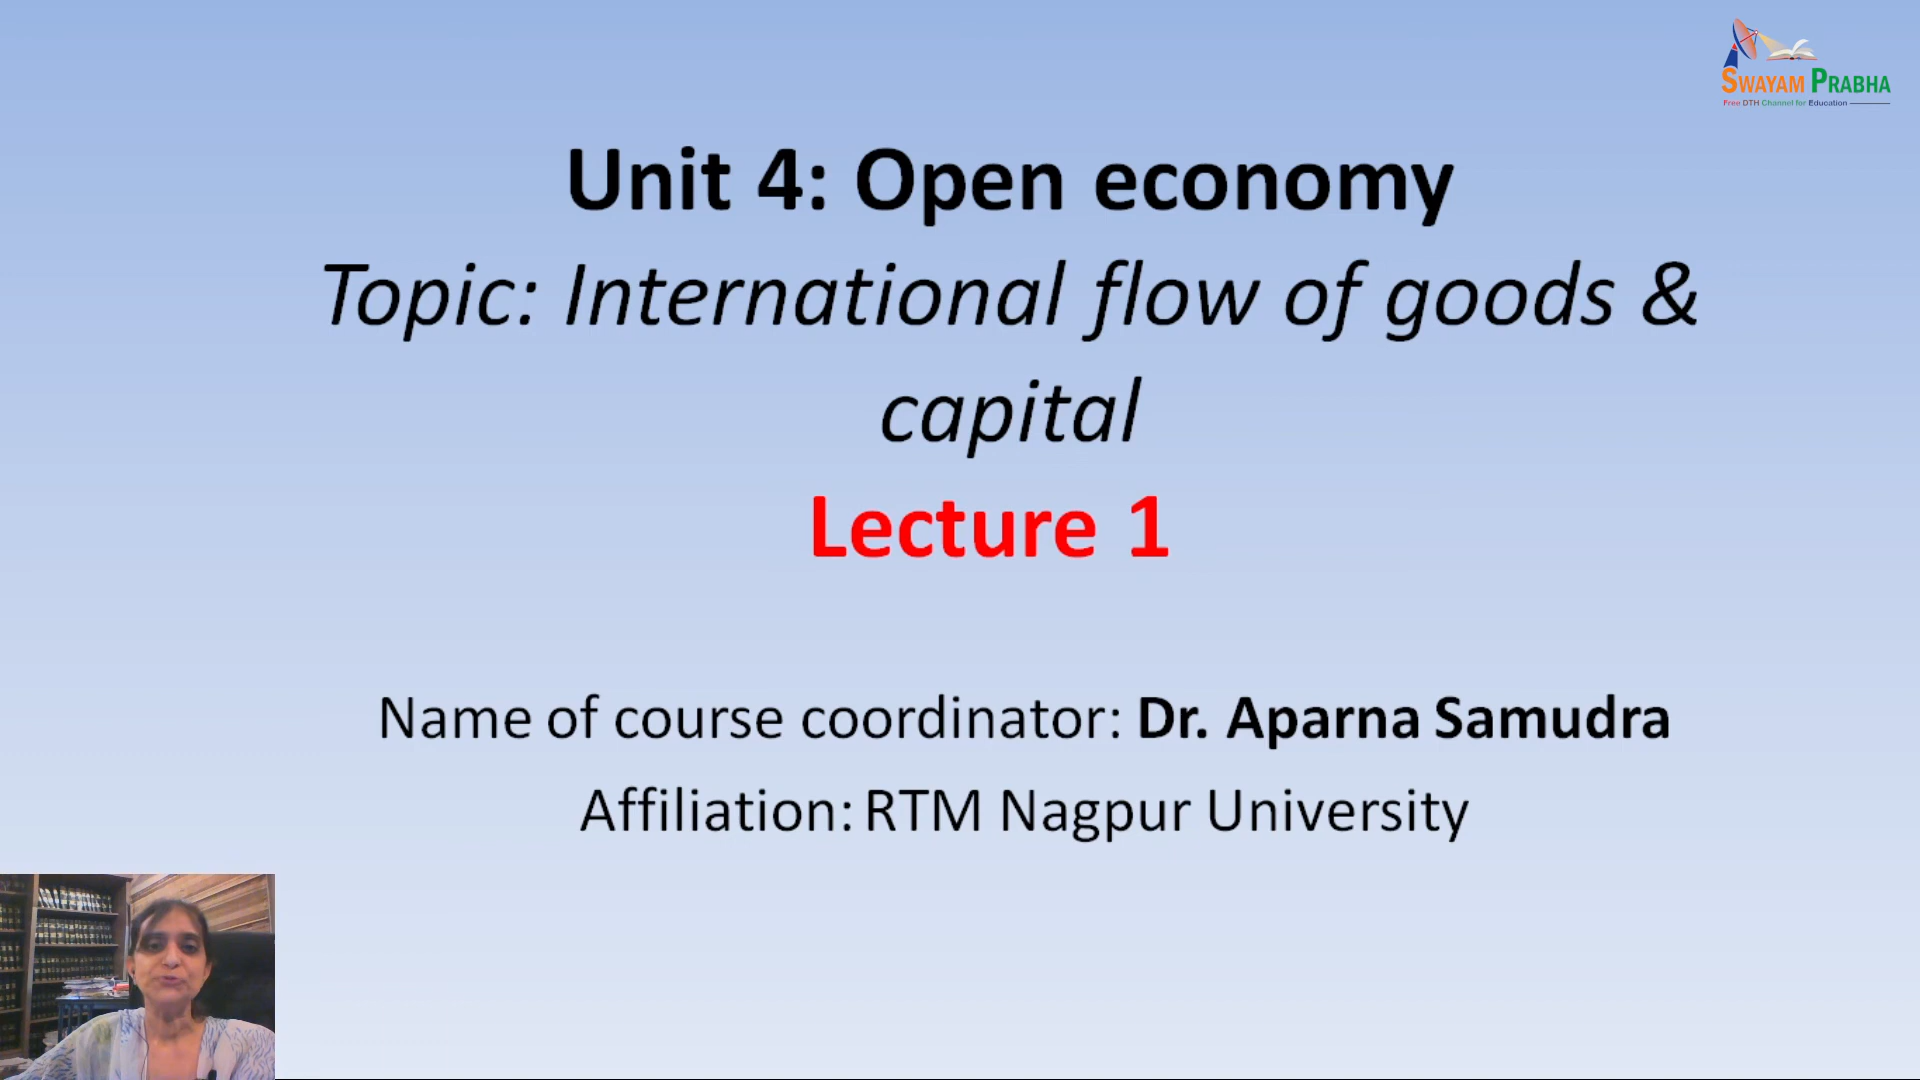 SWAYAM PRABHA
Free DTH Channel for Education
Unit 4: Open economy
Topic: International flow of goods &
capital
Lecture 1
Name of course coordinator: Dr. Aparna Samudra
Affiliation: RTM Nagpur University